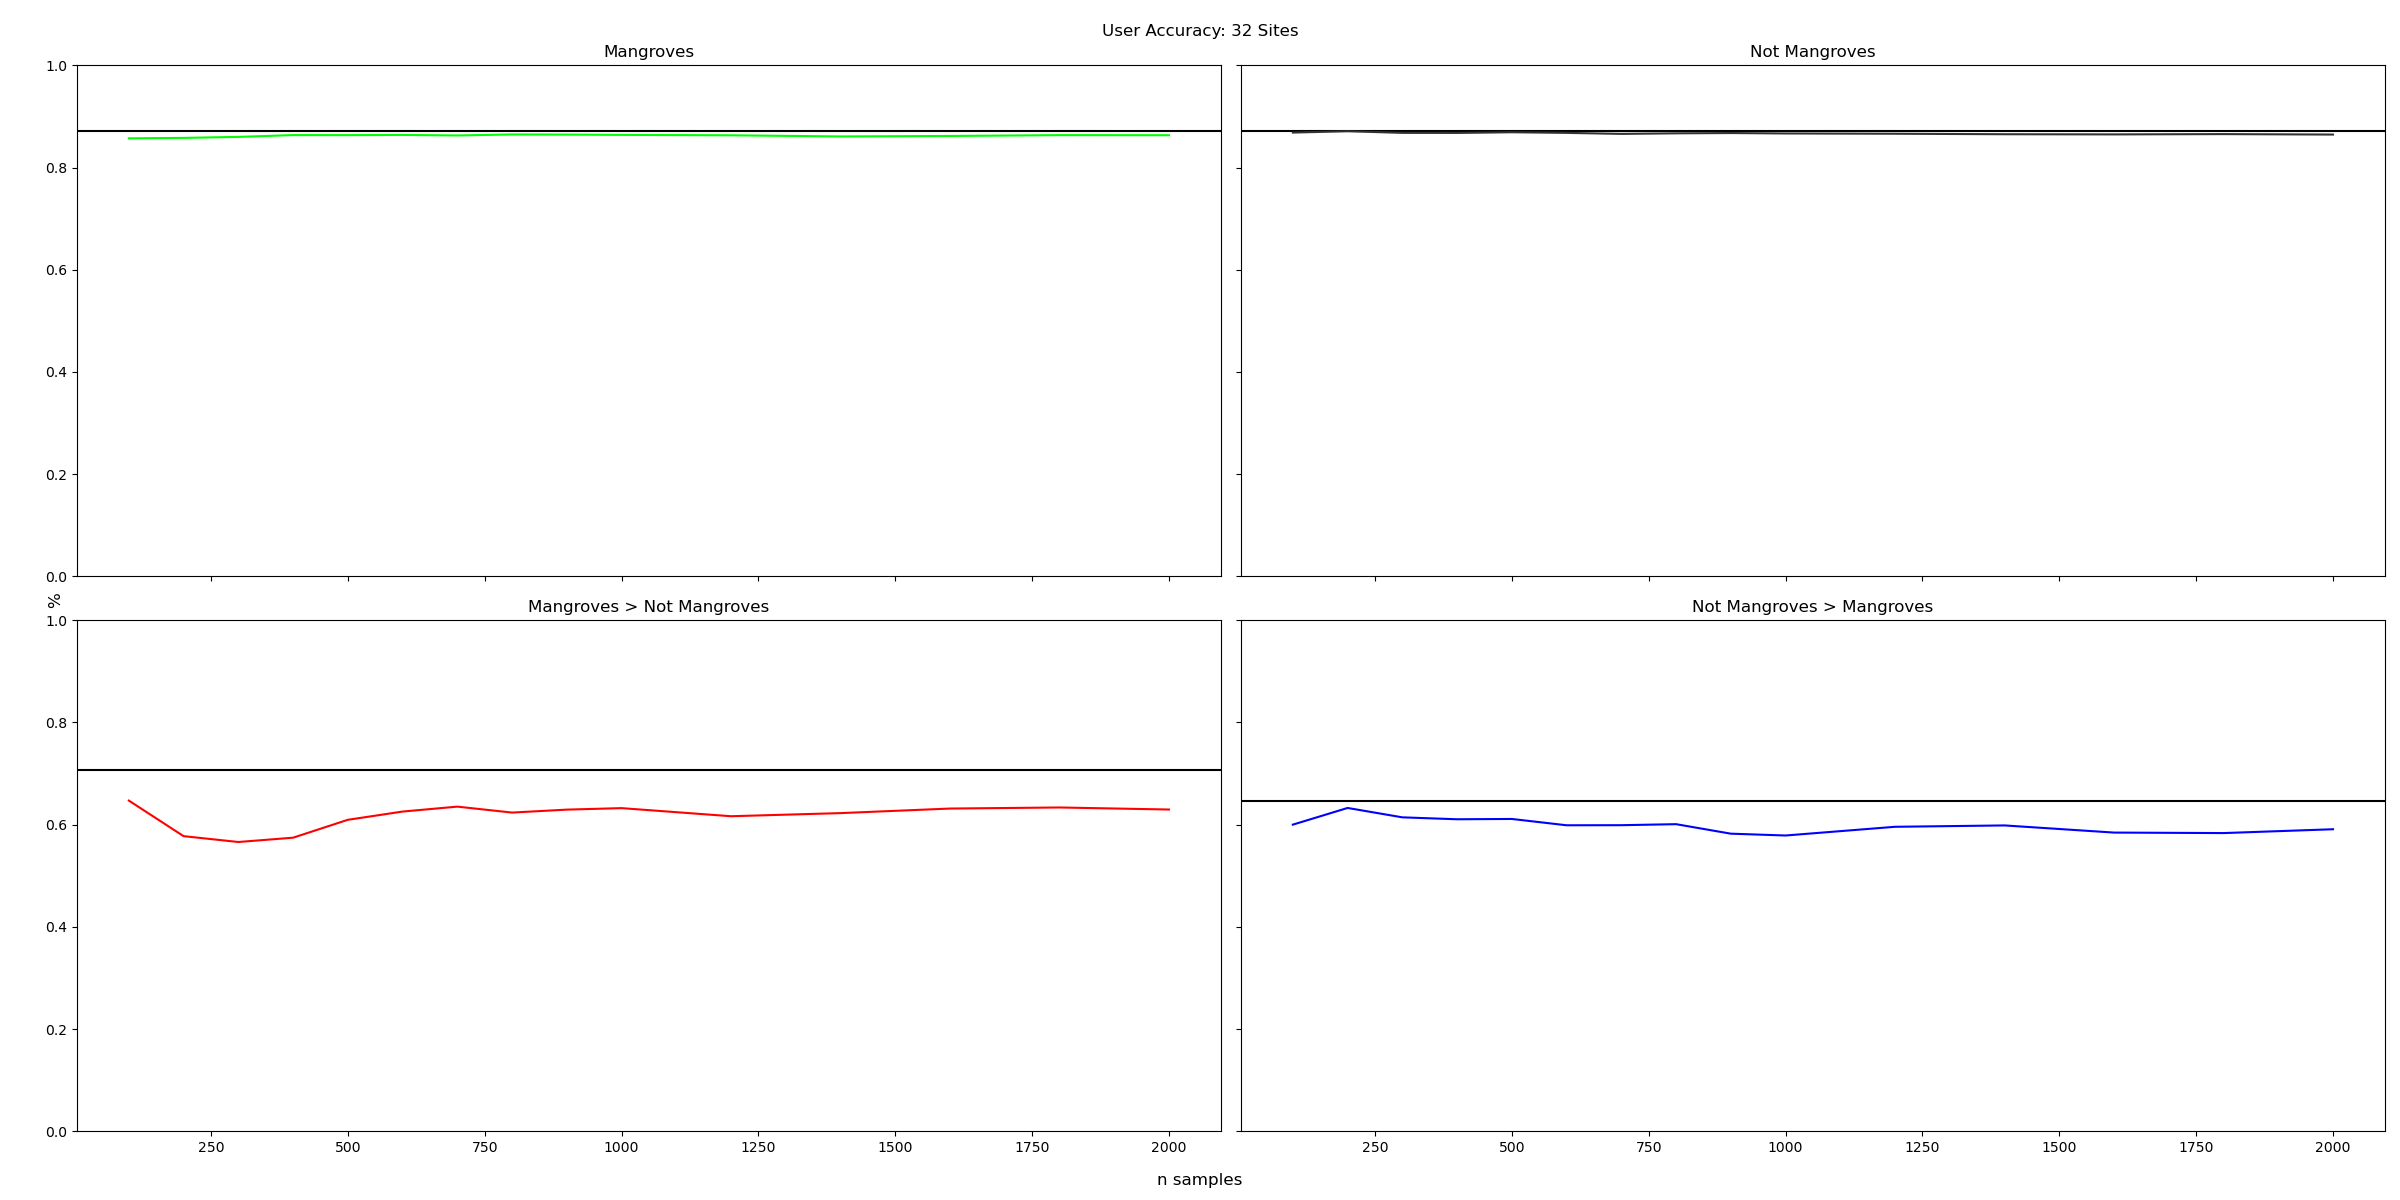 User Accuracy: 32 Sites
Mangroves
Not Mangroves
1.0
0.8
0.6
0.4
0.2
0.0
%
Mangroves > Not Mangroves
Not Mangroves > Mangroves
1.0
0.8
0.6
0.4
0.2
0.0
250 500 750 1000 1250 1500 1750 2000
250 500 750 1000 1250 1500 1750 2000
n samples